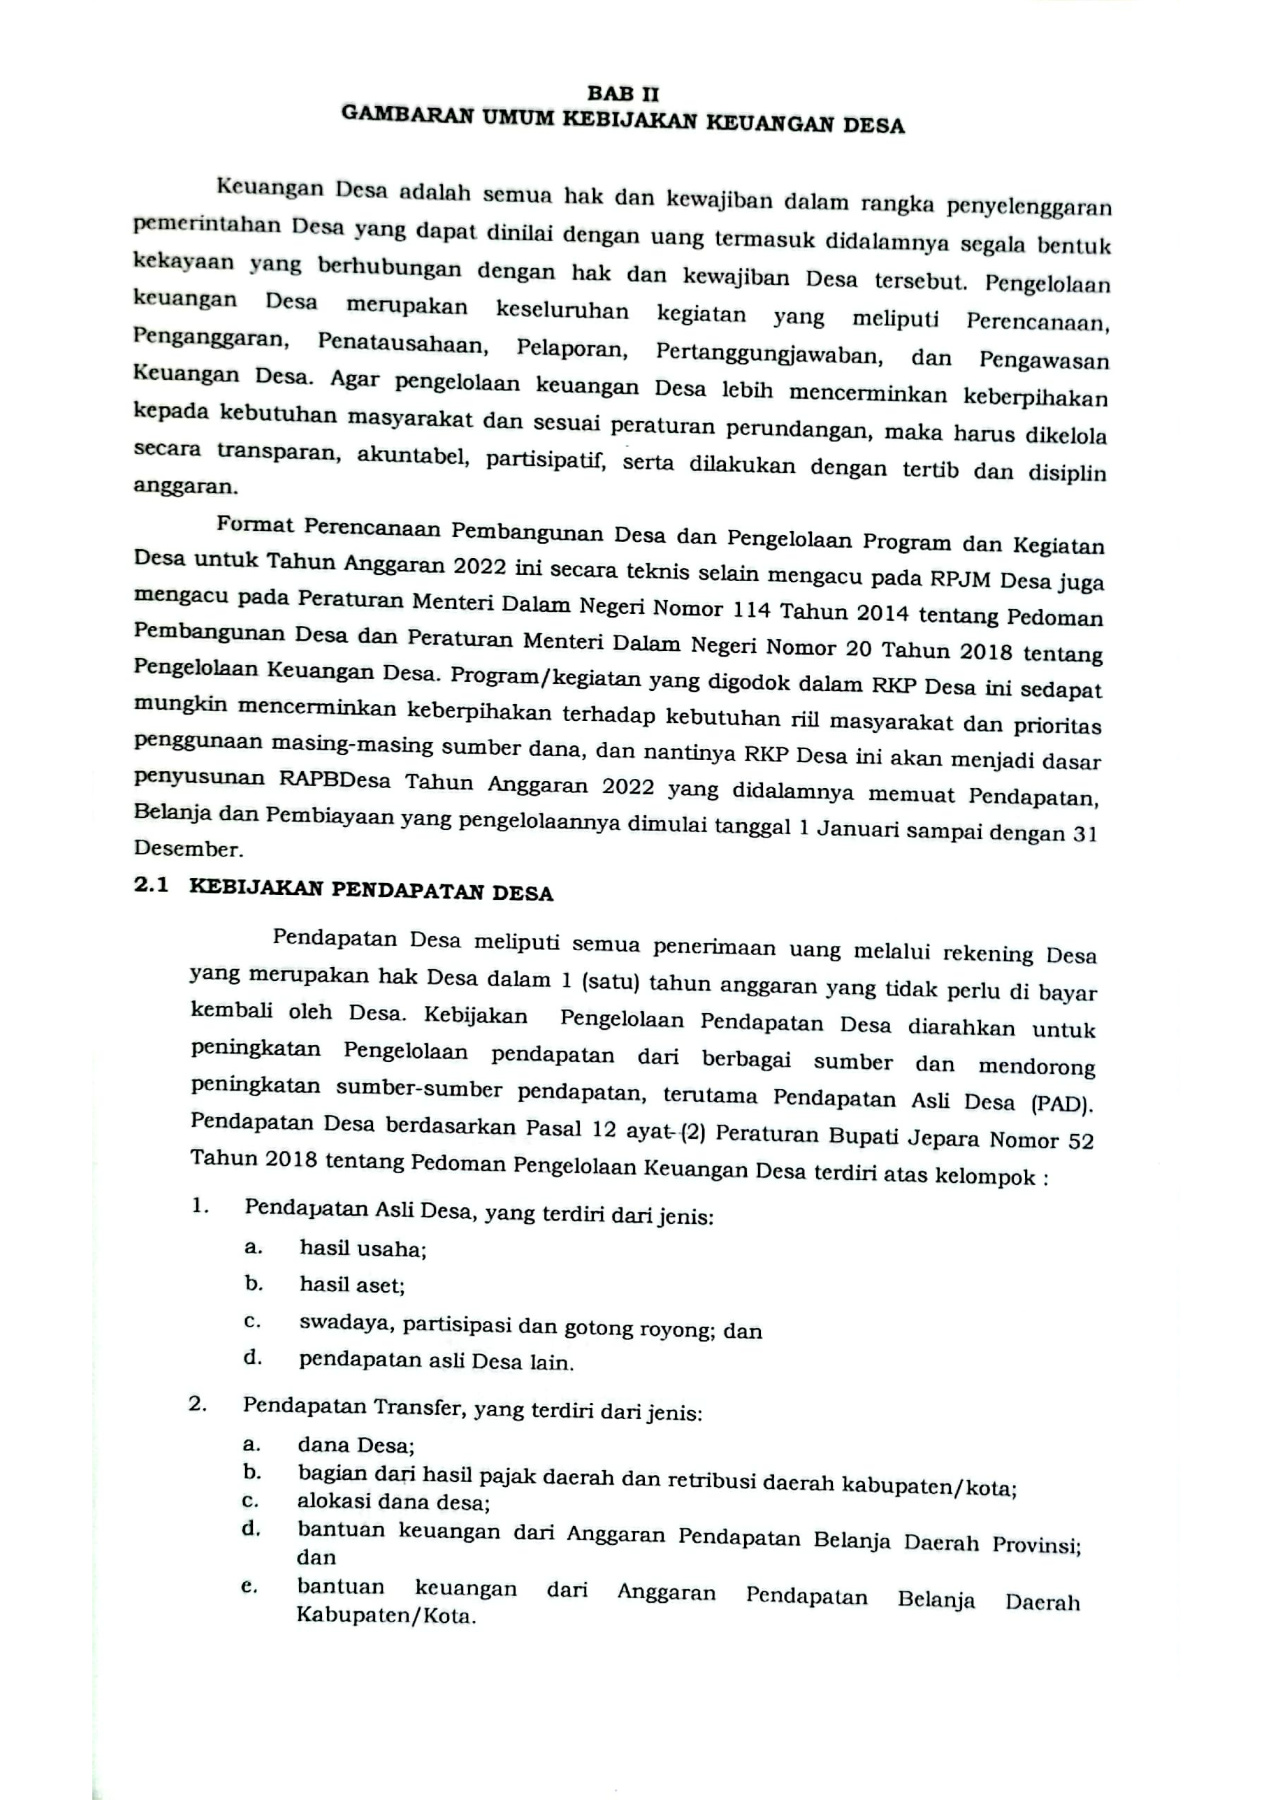 BAB II
GAMBARAN UMUM KEBIJAKAN KEUANGAN DESA
Keuangan Desa adalah semua hak dan kewajiban dalam rangka penyelenggaran
pemerintahan Desa yang dapat dinilai dengan uang termasuk didalamnya segala bentuk
kekayaan yang berhubungan dengan hak dan kewajiban Desa tersebut. Pengelolaan
keuangan Desa merupakan keseluruhan kegiatan yang meliputi Perencanaan,
Penganggaran, Penatausahaan, Pelaporan, Pertanggungjawaban, dan Pengawasan
Keuangan Desa. Agar pengelolaan keuangan Desa lebih mencerminkan keberpihakan
kepada kebutuhan masyarakat dan sesuai peraturan perundangan, maka harus dikelola
secara transparan, akuntabel, partisipatif, serta dilakukan dengan tertib dan disiplin
anggaran.
Format Perencanaan Pembangunan Desa dan Pengelolaan Program dan Kegiatan
Desa untuk Tahun Anggaran 2022 ini secara teknis selain mengacu pada RPJM Desa juga
mengacu pada Peraturan Menteri Dalam Negeri Nomor 114 Tahun 2014 tentang Pedoman
Pembangunan Desa dan Peraturan Menteri Dalam Negeri Nomor 20 Tahun 2018 tentang
Pengelolaan Keuangan Desa. Program/kegiatan yang digodok dalam RKP Desa ini sedapat
mungkin mencerminkan keberpihakan terhadap kebutuhan riil masyarakat dan prioritas
penggunaan masing-masing sumber dana, dan nantinya RKP Desa ini akan menjadi dasar
penyusunan RAPBDesa Tahun Anggaran 2022 yang didalamnya memuat Pendapatan,
Belanja dan Pembiayaan yang pengelolaannya dimulai tanggal 1 Januari sampai dengan 31
Desember.
2.1 KEBIJAKAN PENDAPATAN DESA
Pendapatan Desa meliputi semua penerimaan uang melalui rekening Desa
yang merupakan hak Desa dalam 1 (satu) tahun anggaran yang tidak perlu di bayar
kembali oleh Desa. Kebijakan Pengelolaan Pendapatan Desa diarahkan untuk
peningkatan Pengelolaan pendapatan dari berbagai sumber dan mendorong
peningkatan sumber-sumber pendapatan, terutama Pendapatan Asli Desa (PAD).
Pendapatan Desa berdasarkan Pasal 12 ayat (2) Peraturan Bupati Jepara Nomor 52
Tahun 2018 tentang Pedoman Pengelolaan Keuangan Desa terdiri atas kelompok :
1. Pendapatan Asli Desa, yang terdiri dari jenis:
a. hasil usaha;
b. hasil aset;
c. swadaya, partisipasi dan gotong royong; dan
d. pendapatan asli Desa lain.
2. Pendapatan Transfer, yang terdiri dari jenis:
a. dana Desa;
b. bagian dari hasil pajak daerah dan retribusi daerah kabupaten/kota;
c. alokasi dana desa;
d. bantuan keuangan dari Anggaran Pendapatan Belanja Daerah Provinsi;
dan
e. bantuan keuangan dari Anggaran Pendapatan Belanja Daerah
Kabupaten/Kota.